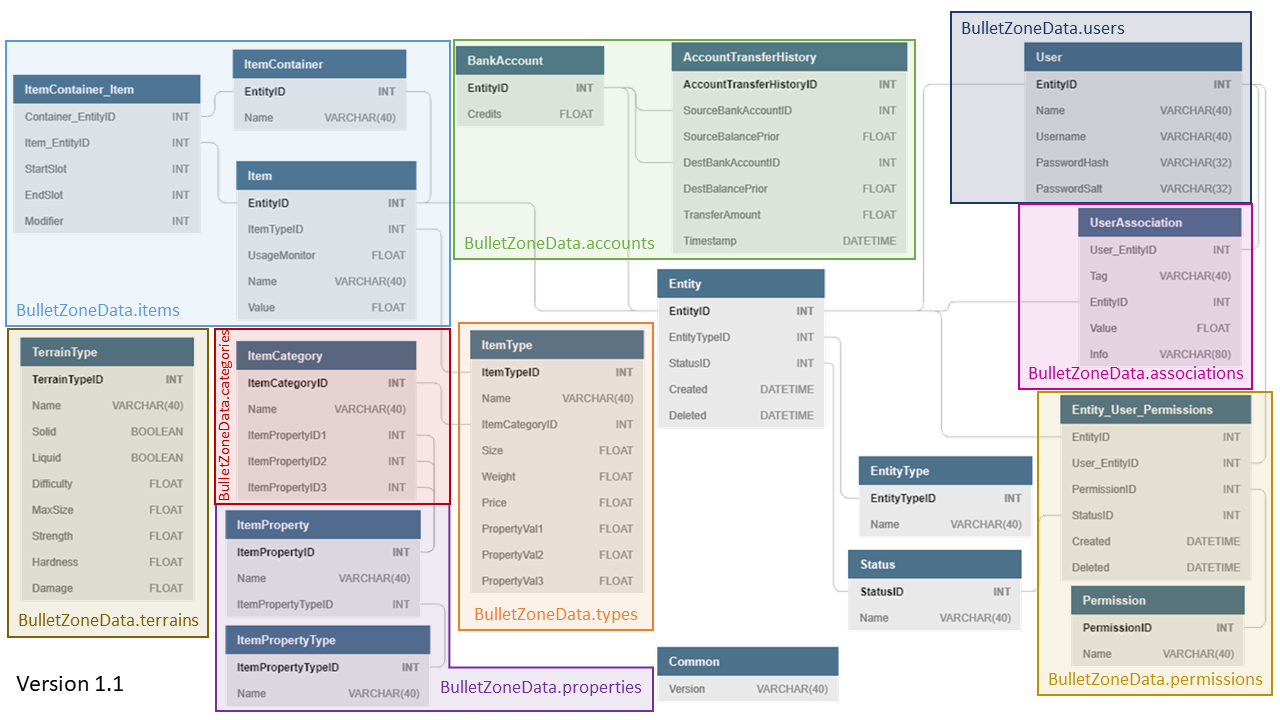 BulletZoneData.items
ItemContainer_Item
Container_EntityID INT
Item_EntityID INT
StartSlot INT
EndSlot INT
Modifier INT
ItemContainer
EntityID INT
Name VARCHAR(40)
Item
EntityID INT
ItemTypeID INT
UsageMonitor FLOAT
Name VARCHAR(40)
Value FLOAT
BankAccount
EntityID INT
Credits FLOAT
AccountTransferHistory
AccountTransferHistoryID INT
SourceBankAccountID INT
SourceBalancePrior FLOAT
DestBankAccountID INT
DestBalancePrior FLOAT
TransferAmount FLOAT
Timestamp DATETIME
BulletZoneData.accounts
BulletZoneData.users
User
EntityID INT
Name VARCHAR(40)
Username VARCHAR(40)
PasswordHash VARCHAR(32)
PasswordSalt VARCHAR(32)
UserAssociation
User_EntityID INT
Tag VARCHAR(40)
EntityID INT
Value FLOAT
Info VARCHAR(80)
BulletZoneData.associations
Entity
EntityID INT
EntityTypeID INT
StatusID INT
Created DATETIME
Deleted DATETIME
TerrainType
TerrainTypeID INT
Name VARCHAR(40)
Solid BOOLEAN
Liquid BOOLEAN
Difficulty FLOAT
MaxSize FLOAT
Strength FLOAT
Hardness FLOAT
Damage FLOAT
BulletZoneData.terrains
BulletZoneData.categories
ItemCategory
ItemCategoryID INT
Name VARCHAR(40)
ItemPropertyID1 INT
ItemPropertyID2 INT
ItemPropertyID3 INT
ItemType
ItemTypeID INT
Name VARCHAR(40)
ItemCategoryID INT
Size FLOAT
Weight FLOAT
Price FLOAT
PropertyVal1 FLOAT
PropertyVal2 FLOAT
PropertyVal3 FLOAT
BulletZoneData.types
ItemProperty
ItemPropertyID INT
Name VARCHAR(40)
ItemPropertyTypeID INT
ItemPropertyType
ItemPropertyTypeID INT
Name VARCHAR(40)
BulletZoneData.properties
EntityType
EntityTypeID INT
Name VARCHAR(40)
Status
StatusID INT
Name VARCHAR(40)
Common
Version VARCHAR(40)
Entity_User_Permissions
EntityID INT
User_EntityID INT
PermissionID INT
StatusID INT
Created DATETIME
Deleted DATETIME
Permission
PermissionID INT
Name VARCHAR(40)
BulletZoneData.permissions
Version 1.1